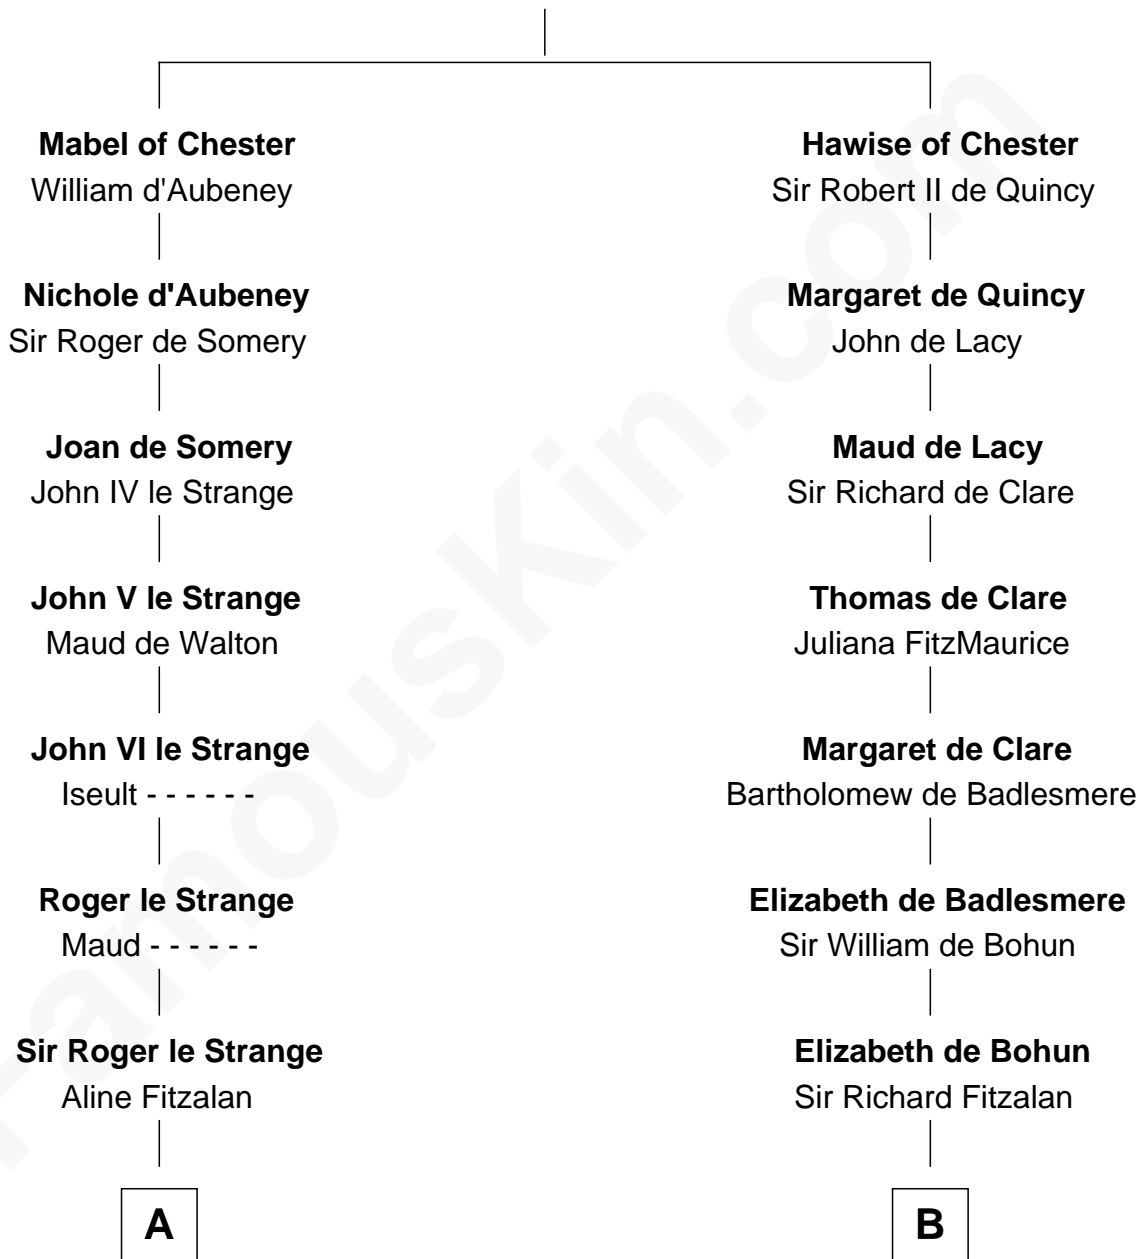 Mabel of Chester
William d'Aubeney
Nichole d'Aubeney
Sir Roger de Somery
Joan de Somery
John IV le Strange
John V le Strange
Maud de Walton
John VI le Strange
Iseult - - - - - -
Roger le Strange
Maud - - - - - -
Sir Roger le Strange
Aline Fitzalan
A
Hawise of Chester
Sir Robert II de Quincy
Margaret de Quincy
John de Lacy
Maud de Lacy
Sir Richard de Clare
Thomas de Clare
Juliana FitzMaurice
Margaret de Clare
Bartholomew de Badlesmere
Elizabeth de Badlesmere
Sir William de Bohun
Elizabeth de Bohun
Sir Richard Fitzalan
B
FamousKin.com